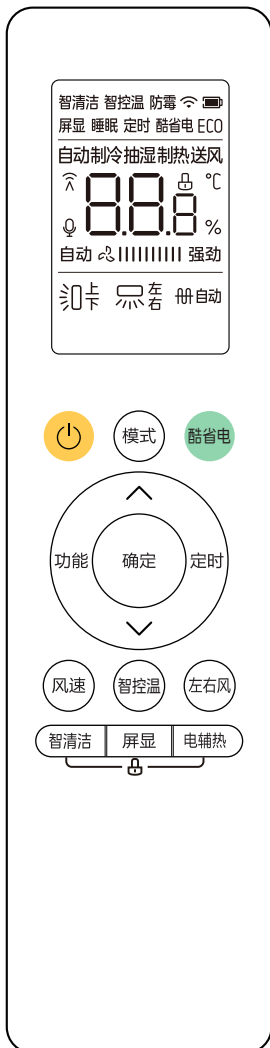 智清洁 智控温 防霉
屏显 睡眠 定时 酷省电 ECO
自动制冷抽湿制热送风
88.8 ℃
%
自动 强劲
上下 左右 自动
模式 酷省电
功能 确定 定时
风速 智控温 左右风
智清洁 屏显 电辅热